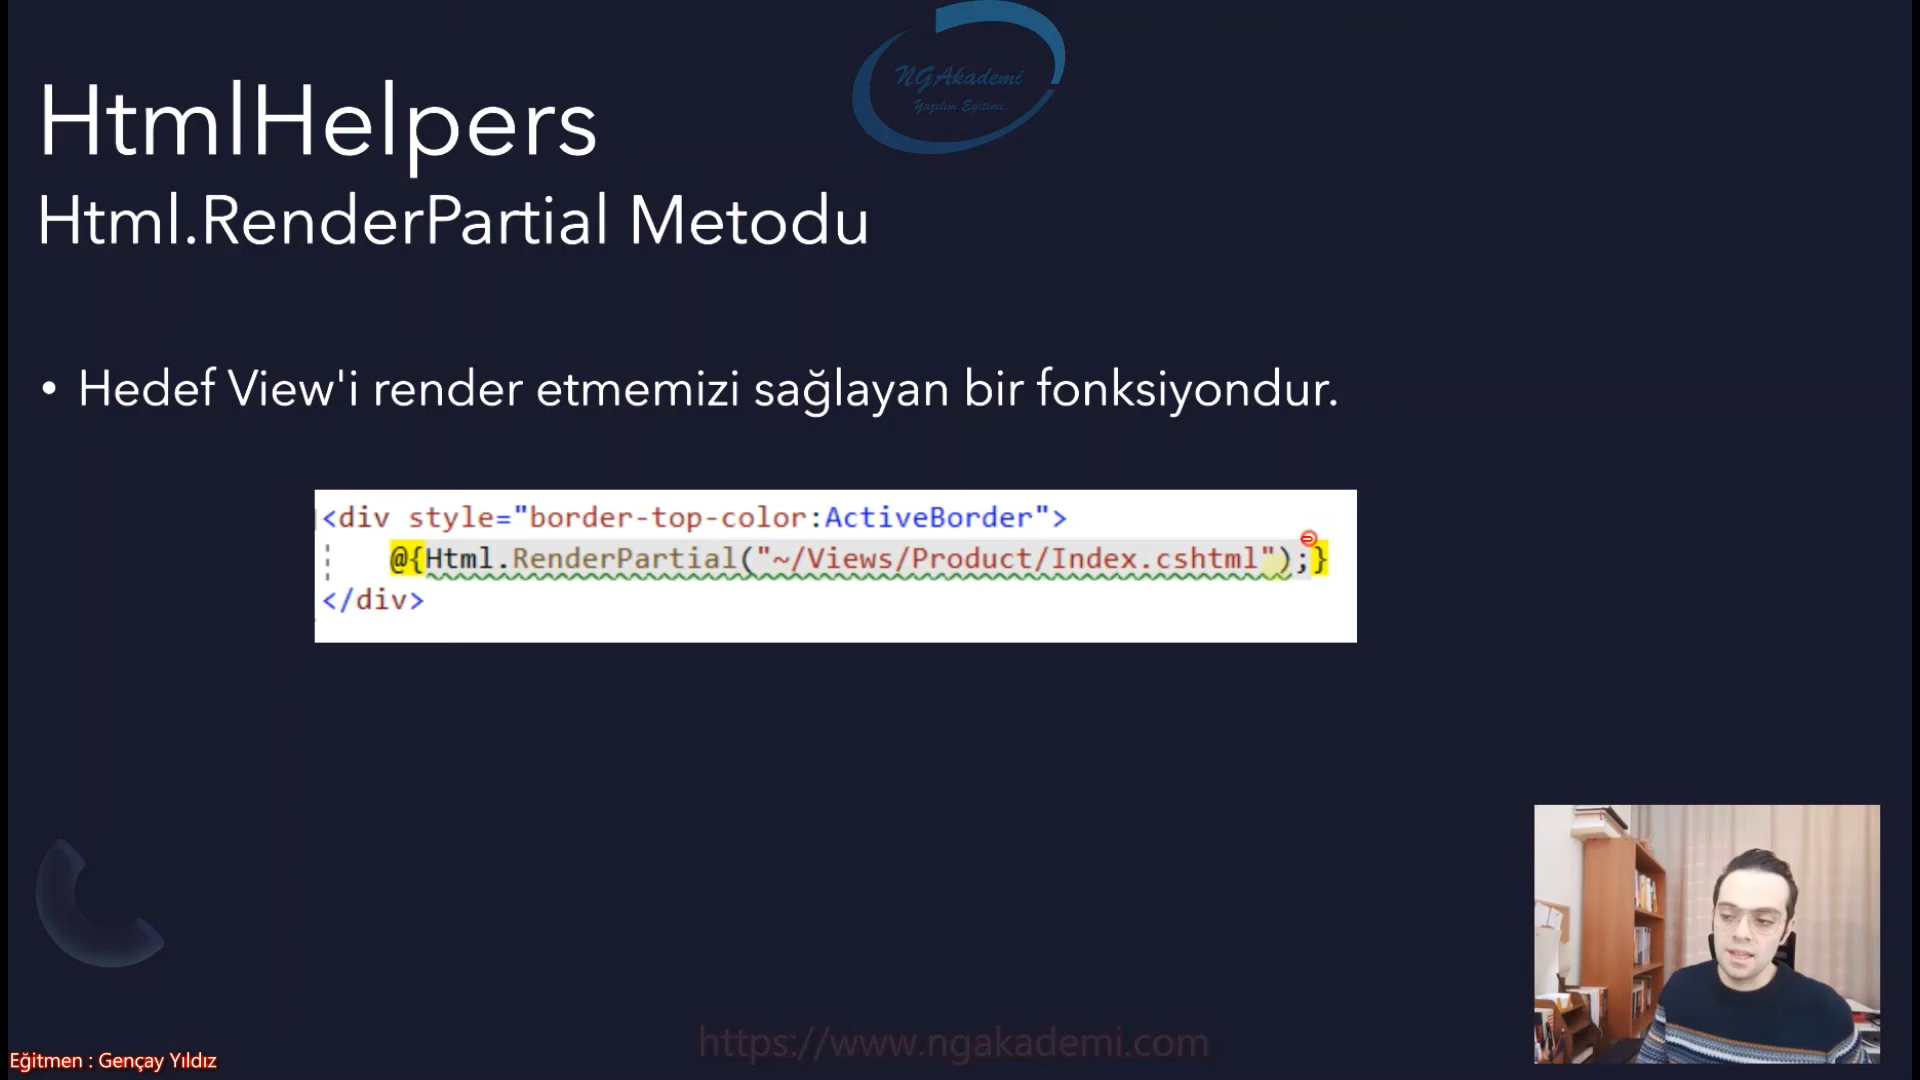 NGAkademi
Yazılım Eğitimi
HtmlHelpers
Html.RenderPartial Metodu
• Hedef View'i render etmemizi sağlayan bir fonksiyondur.
<div style="border-top-color:ActiveBorder">
@{Html.RenderPartial("~/Views/Product/Index.cshtml");}
</div>
https://www.ngakademi.com
Eğitmen : Gençay Yıldız